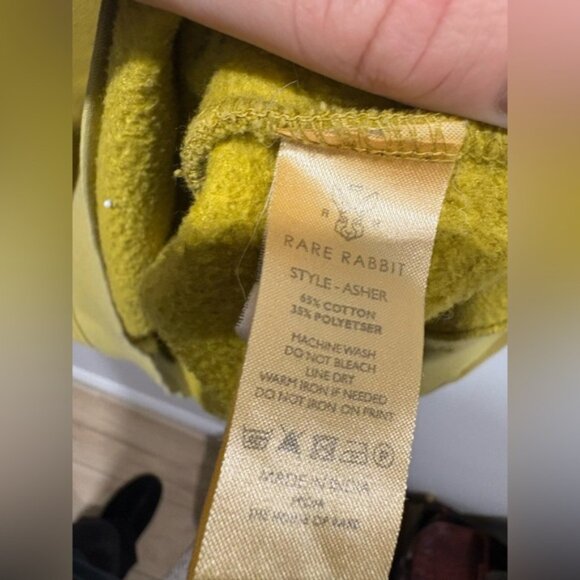 R R
RARE RABBIT
STYLE - ASHER
65% COTTON
35% POLYETSER
MACHINE WASH
DO NOT BLEACH
LINE DRY
WARM IRON IF NEEDED
DO NOT IRON ON PRINT
MADE IN INDIA
THE HOUSE OF RARE